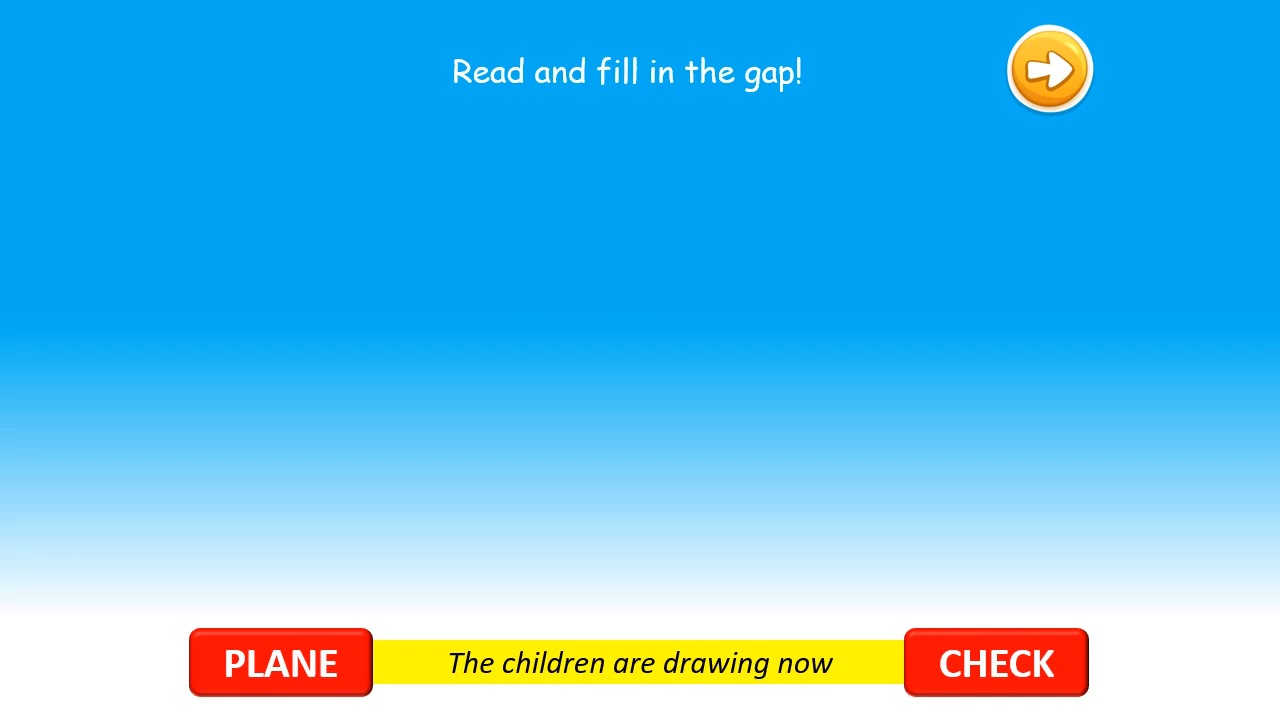 Read and fill in the gap!
PLANE
The children are drawing now
CHECK